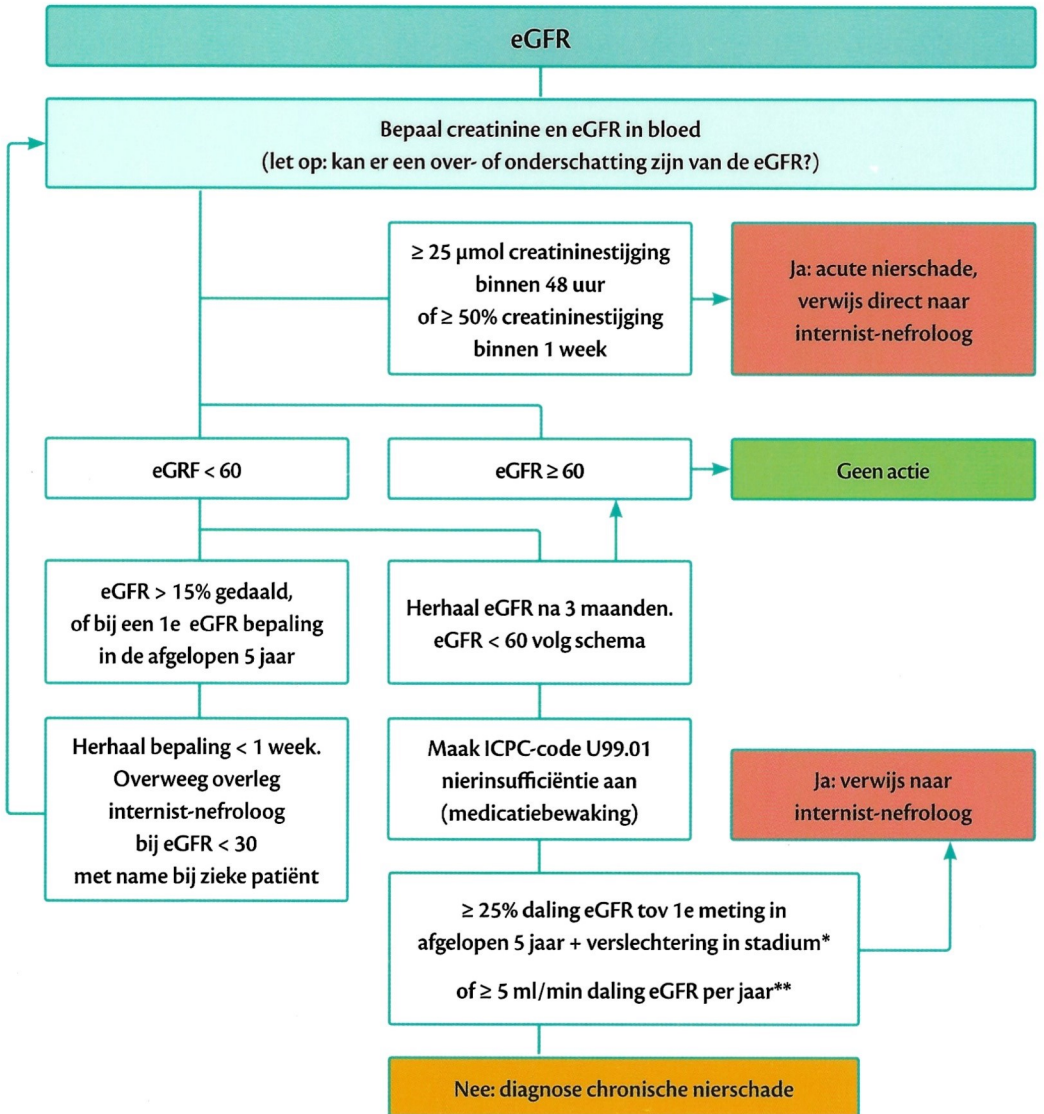 eGFR
Bepaal creatinine en eGFR in bloed
(let op: kan er een over- of onderschatting zijn van de eGFR?)
≥ 25 µmol creatininestijging
binnen 48 uur
of ≥ 50% creatininestijging
binnen 1 week
Ja: acute nierschade,
verwijs direct naar
internist-nefroloog
eGRF < 60
eGFR ≥ 60
Geen actie
eGFR > 15% gedaald,
of bij een 1e eGFR bepaling
in de afgelopen 5 jaar
Herhaal eGFR na 3 maanden.
eGFR < 60 volg schema
Herhaal bepaling < 1 week.
Overweeg overleg
internist-nefroloog
bij eGFR < 30
met name bij zieke patiënt
Maak ICPC-code U99.01
nierinsufficiëntie aan
(medicatiebewaking)
Ja: verwijs naar
internist-nefroloog
≥ 25% daling eGFR tov 1e meting in
afgelopen 5 jaar + verslechtering in stadium*
of ≥ 5 ml/min daling eGFR per jaar**
Nee: diagnose chronische nierschade